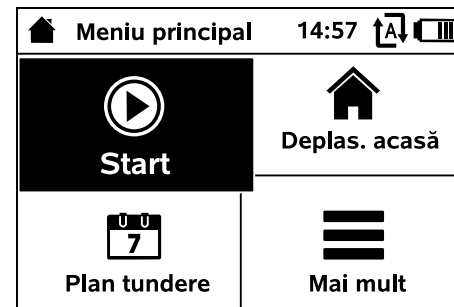 Meniu principal 14:57 A
Start
Deplas. acasă
7
Plan tundere
Mai mult